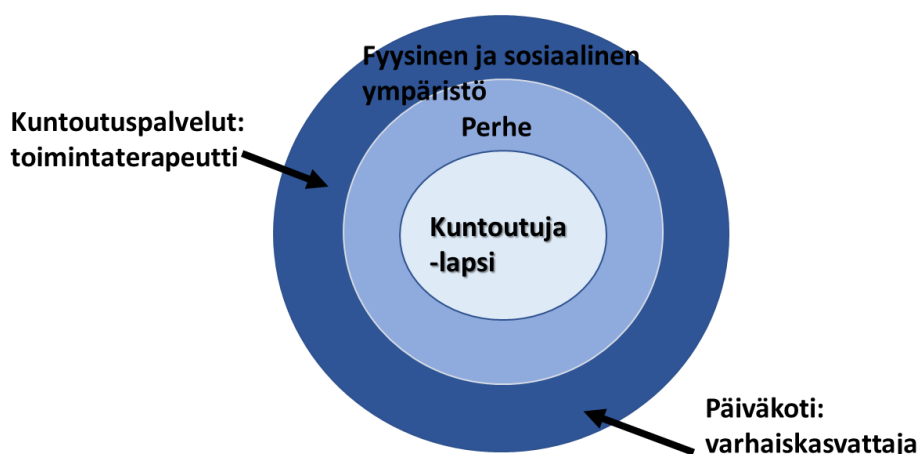 Fyysinen ja sosiaalinen
ympäristö
Perhe
Kuntoutuspalvelut:
toimintaterapeutti
Kuntoutuja
-lapsi
Päiväkoti:
varhaiskasvattaja